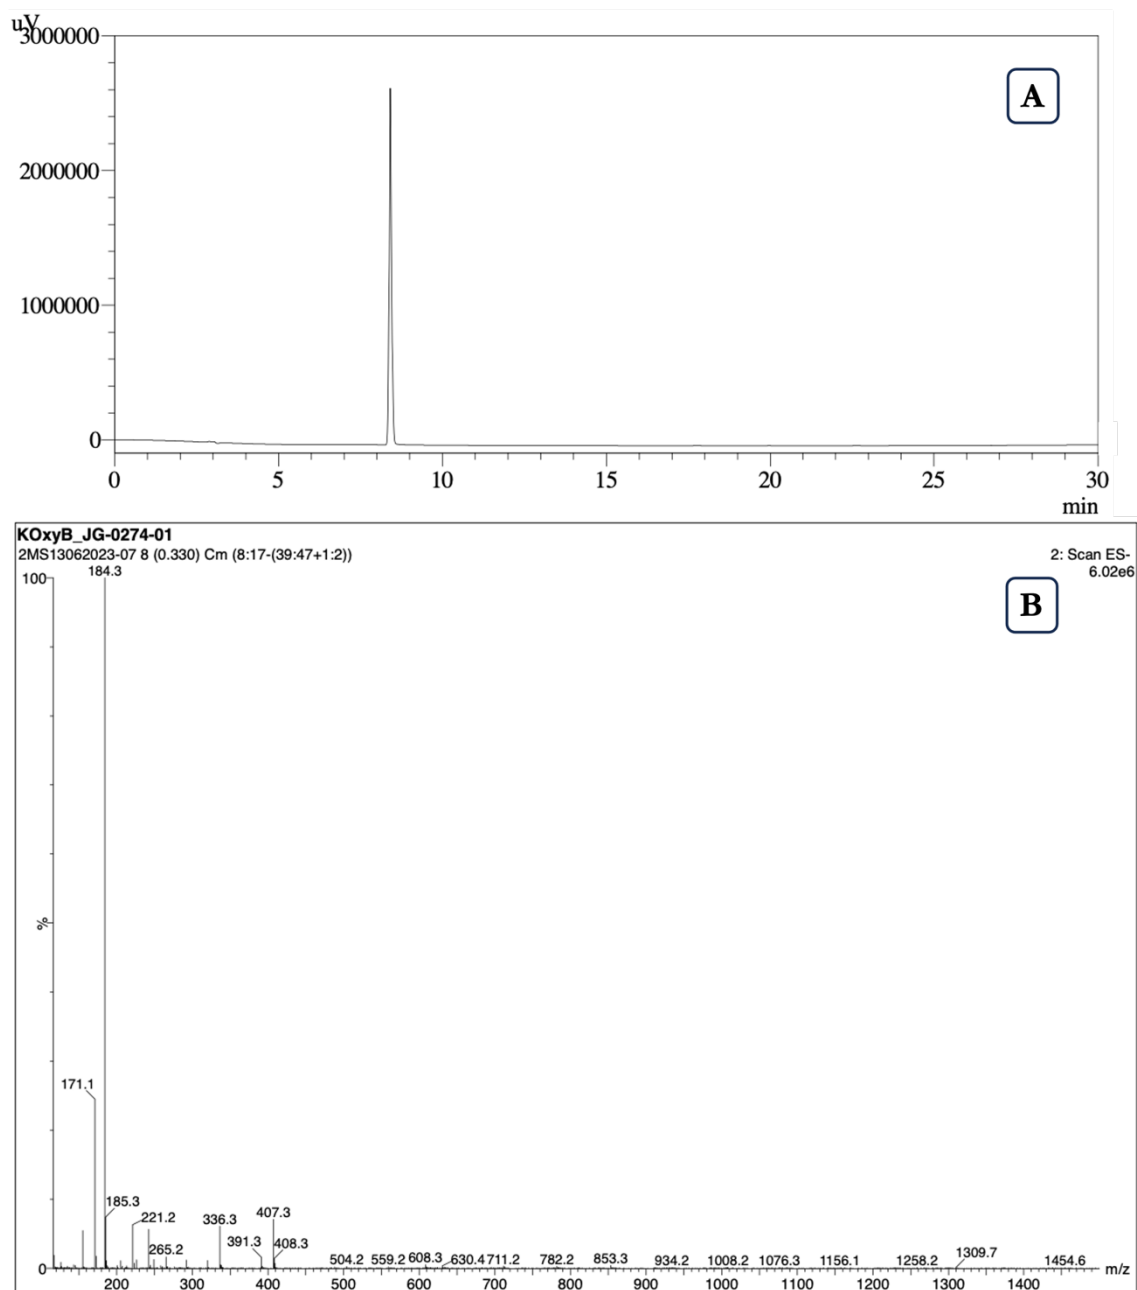 uV
3000000
A
2000000
1000000
0
0 5 10 15 20 25 30
min
KOxyB_JG-0274-01
2MS13062023-07 8 (0.330) Cm (8:17-(39:47+1:2))
2: Scan ES-
184.3
6.02e6
100
B
%
171.1
185.3
221.2
407.3
336.3
391.3
408.3
265.2
504.2 559.2 608.3 630.4 711.2 782.2 853.3 934.2 1008.2 1076.3 1156.1 1258.2 1309.7 1454.6
0
m/z
200 300 400 500 600 700 800 900 1000 1100 1200 1300 1400